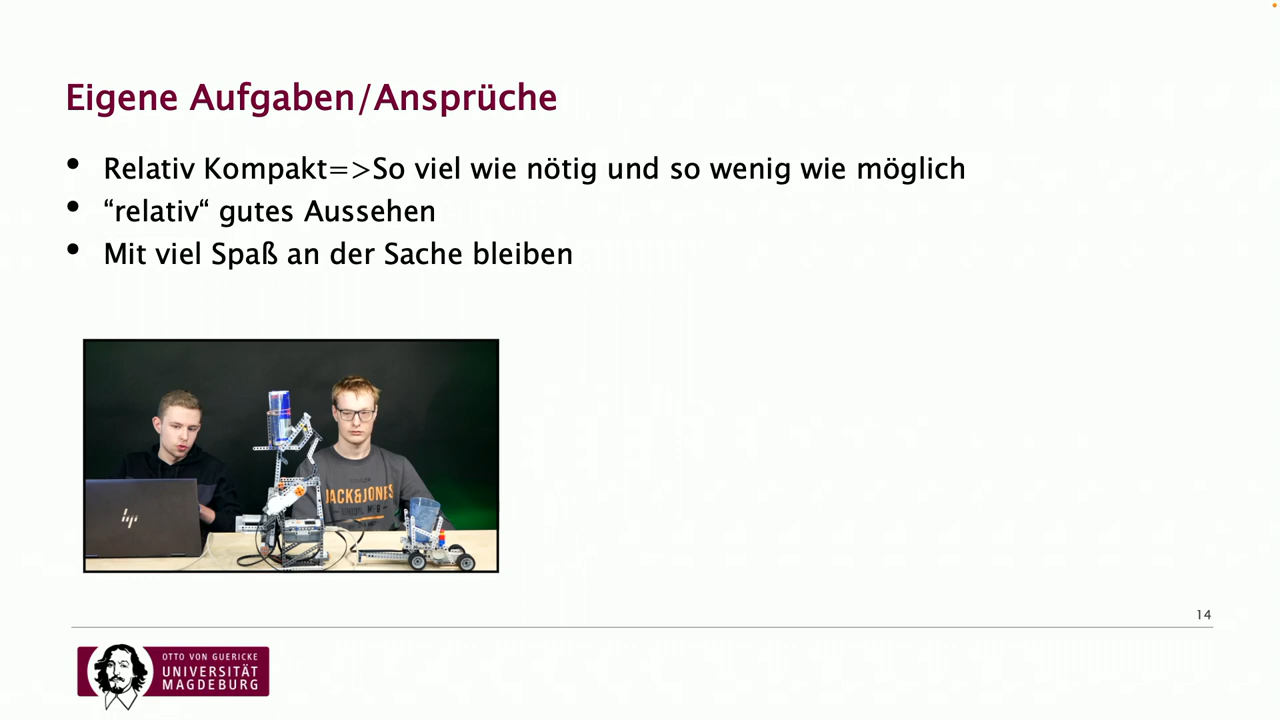 Eigene Aufgaben/Ansprüche
• Relativ Kompakt=>So viel wie nötig und so wenig wie möglich
• “relativ“ gutes Aussehen
• Mit viel Spaß an der Sache bleiben
hp
JACK&JONES
14
OTTO VON GUERICKE
UNIVERSITÄT
MAGDEBURG